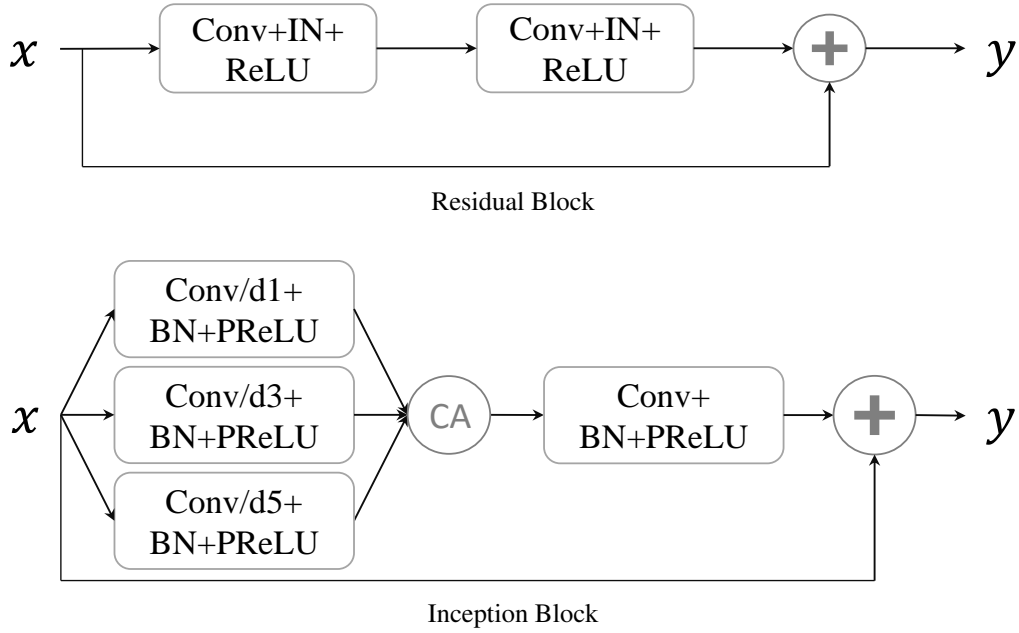 x
Conv+IN+
ReLU
Conv+IN+
ReLU
+
y
Residual Block
x
Conv/d1+
BN+PReLU
Conv/d3+
BN+PReLU
Conv/d5+
BN+PReLU
CA
Conv+
BN+PReLU
+
y
Inception Block